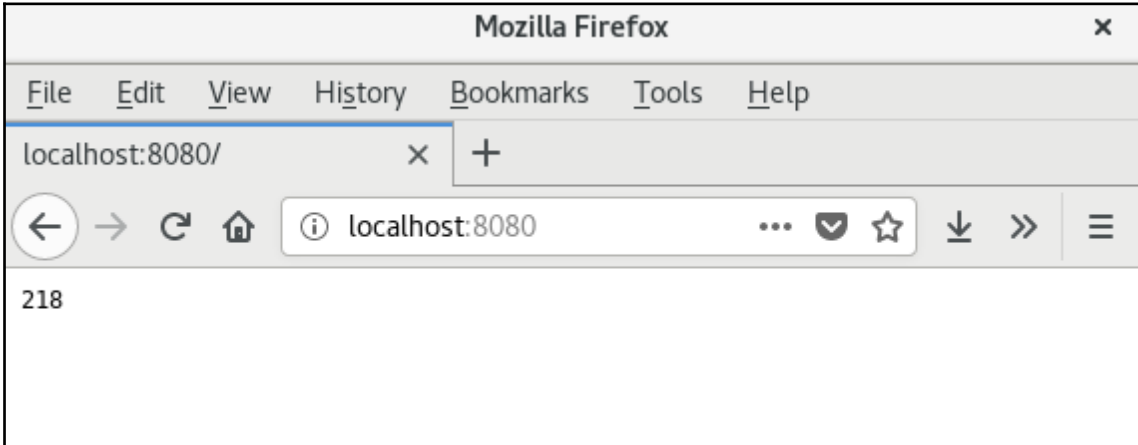 Mozilla Firefox
File Edit View History Bookmarks Tools Help
localhost:8080/
localhost:8080
218